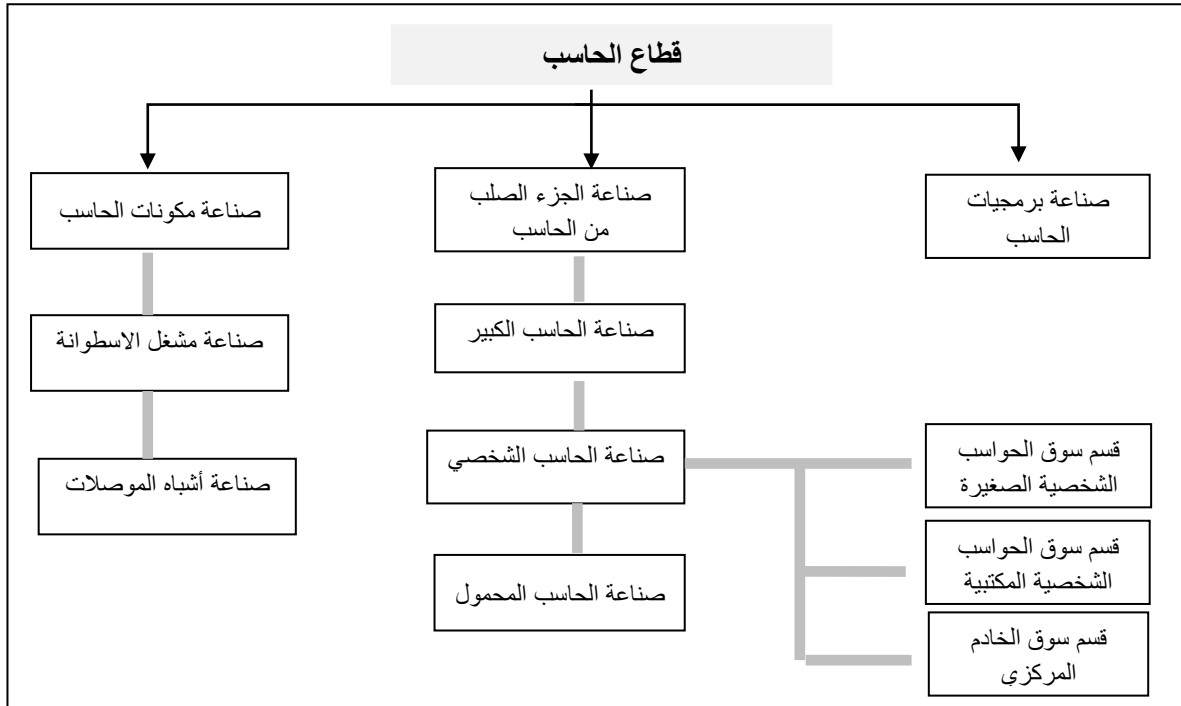 قطاع الحاسب
صناعة برمجيات
الحاسب
صناعة الجزء الصلب
من الحاسب
صناعة مكونات الحاسب
صناعة الحاسب الكبير
صناعة مشغل الاسطوانة
صناعة الحاسب الشخصي
صناعة أشباه الموصلات
قسم سوق الحواسب
الشخصية الصغيرة
قسم سوق الحواسب
الشخصية المكتبية
صناعة الحاسب المحمول
قسم سوق الخادم
المركزي